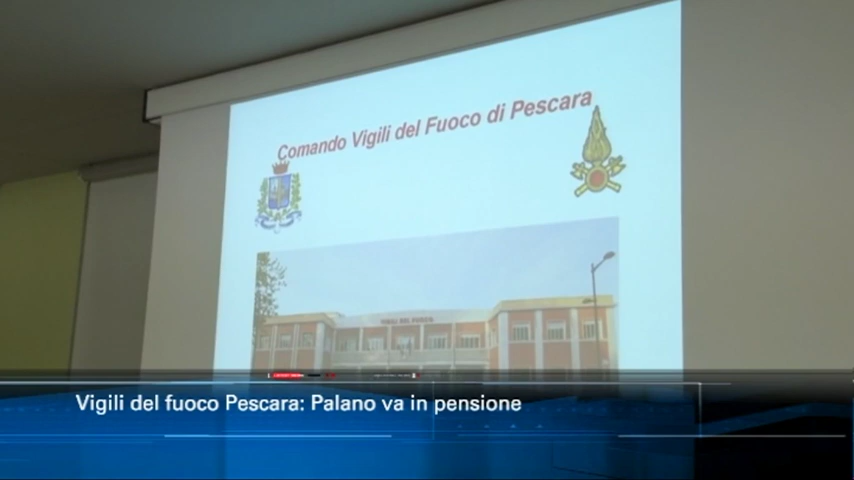 Comando Vigili del Fuoco di Pescara
VIGILI DEL FUOCO
Vigili del fuoco Pescara: Palano va in pensione